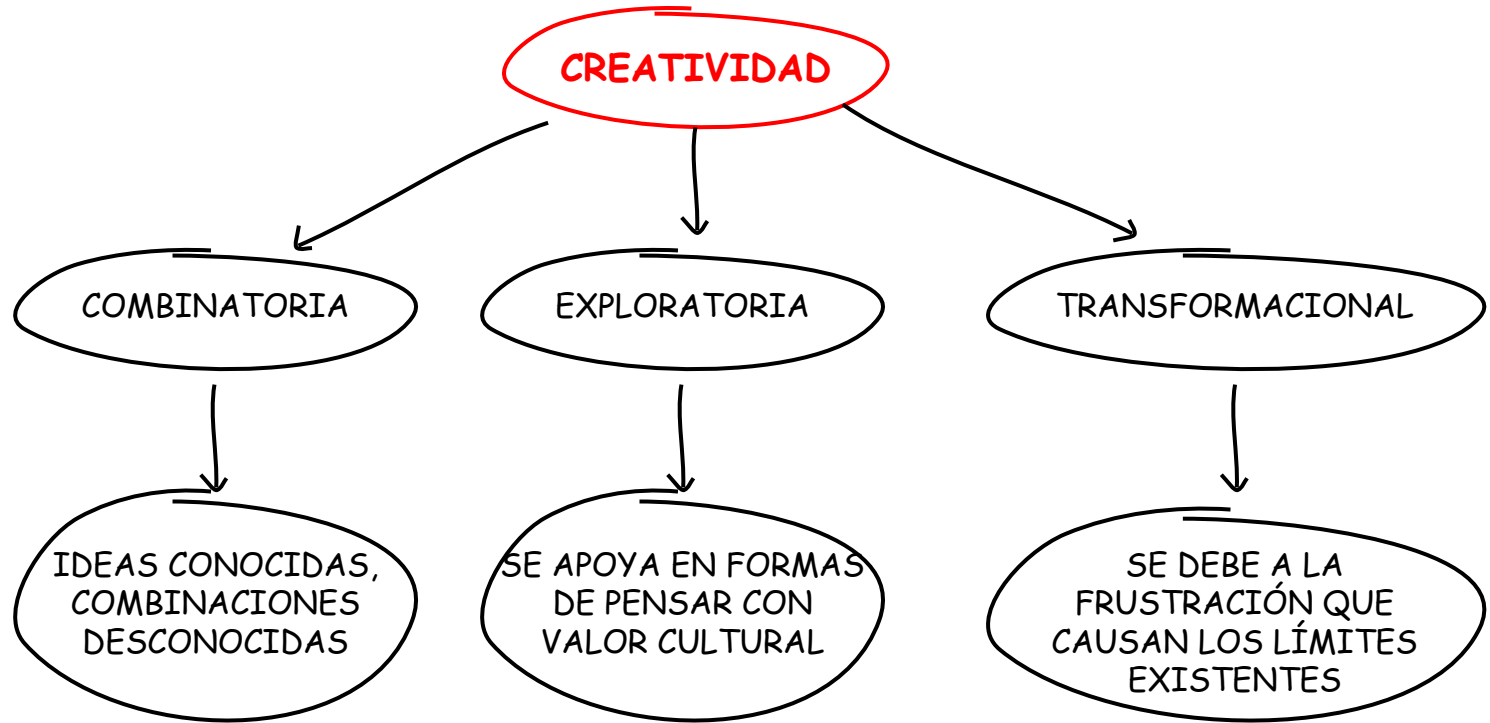 CREATIVIDAD
COMBINATORIA
EXPLORATORIA
TRANSFORMACIONAL
IDEAS CONOCIDAS,
COMBINACIONES
DESCONOCIDAS
SE APOYA EN FORMAS
DE PENSAR CON
VALOR CULTURAL
SE DEBE A LA
FRUSTRACIÓN QUE
CAUSAN LOS LÍMITES
EXISTENTES